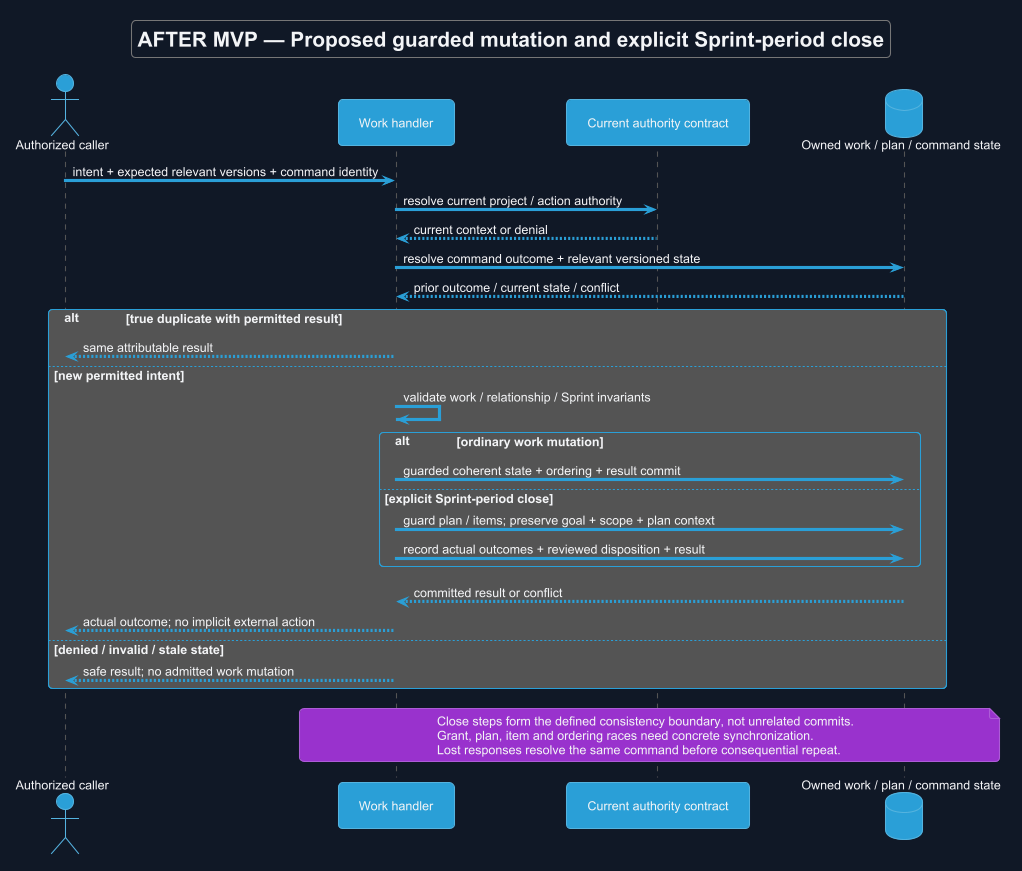 AFTER MVP — Proposed guarded mutation and explicit Sprint-period close
Authorized caller
Work handler
Current authority contract
Owned work / plan / command state
intent + expected relevant versions + command identity
resolve current project / action authority
current context or denial
resolve command outcome + relevant versioned state
prior outcome / current state / conflict
alt [true duplicate with permitted result]
same attributable result
[new permitted intent]
validate work / relationship / Sprint invariants
alt [ordinary work mutation]
guarded coherent state + ordering + result commit
[explicit Sprint-period close]
guard plan / items; preserve goal + scope + plan context
record actual outcomes + reviewed disposition + result
committed result or conflict
actual outcome; no implicit external action
[denied / invalid / stale state]
safe result; no admitted work mutation
Close steps form the defined consistency boundary, not unrelated commits.
Grant, plan, item and ordering races need concrete synchronization.
Lost responses resolve the same command before consequential repeat.
Authorized caller
Work handler
Current authority contract
Owned work / plan / command state